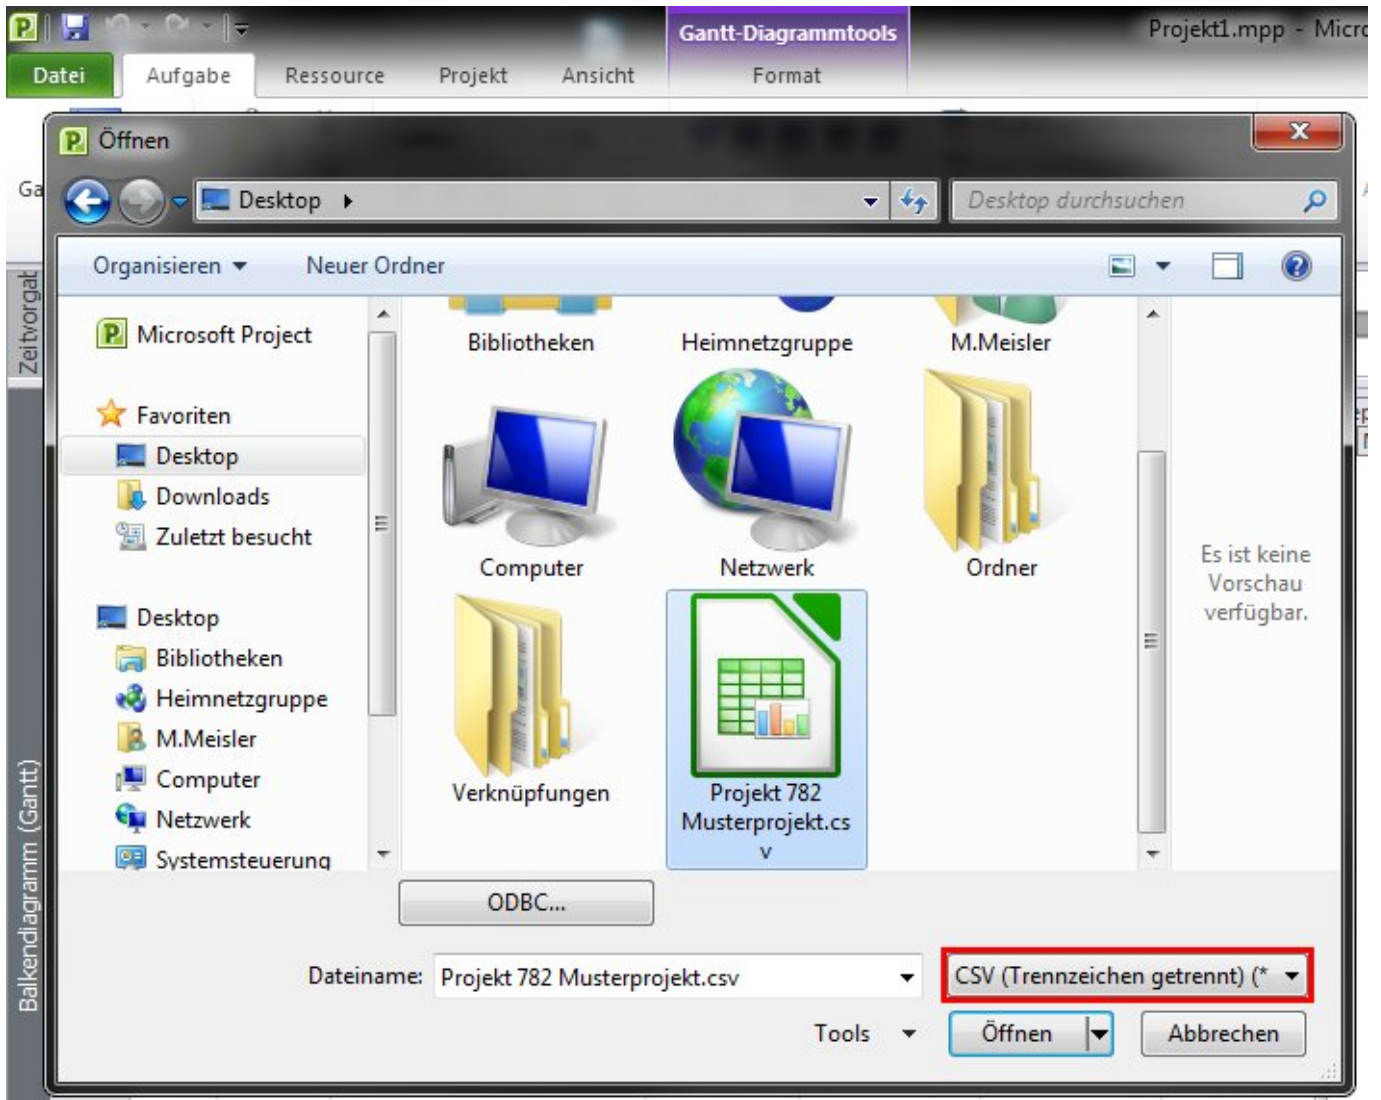 Gantt-Diagrammtools
Projekt1.mpp - Micro
Datei Aufgabe Ressource Projekt Ansicht Format
Öffnen
Ga
Desktop
Desktop durchsuchen
Organisieren
Neuer Ordner
Zeitvorgab
Balkendiagramm (Gantt)
Microsoft Project
Favoriten
Desktop
Downloads
Zuletzt besucht
Desktop
Bibliotheken
Heimnetzgruppe
M.Meisler
Computer
Netzwerk
Systemsteuerung
Bibliotheken
Heimnetzgruppe
M.Meisler
Computer
Netzwerk
Ordner
Verknüpfungen
Projekt 782
Musterprojekt.cs
v
Es ist keine
Vorschau
verfügbar.
ODBC...
Dateiname: Projekt 782 Musterprojekt.csv
CSV (Trennzeichen getrennt) (*
Tools
Öffnen
Abbrechen